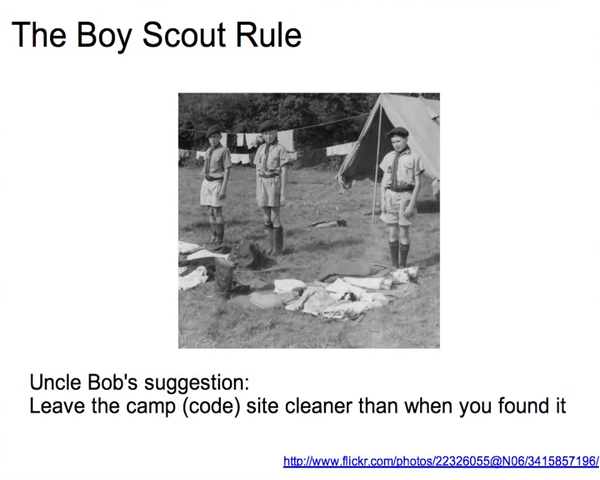 The Boy Scout Rule
Uncle Bob's suggestion:
Leave the camp (code) site cleaner than when you found it
http://www.flickr.com/photos/22326055@N06/3415857196/